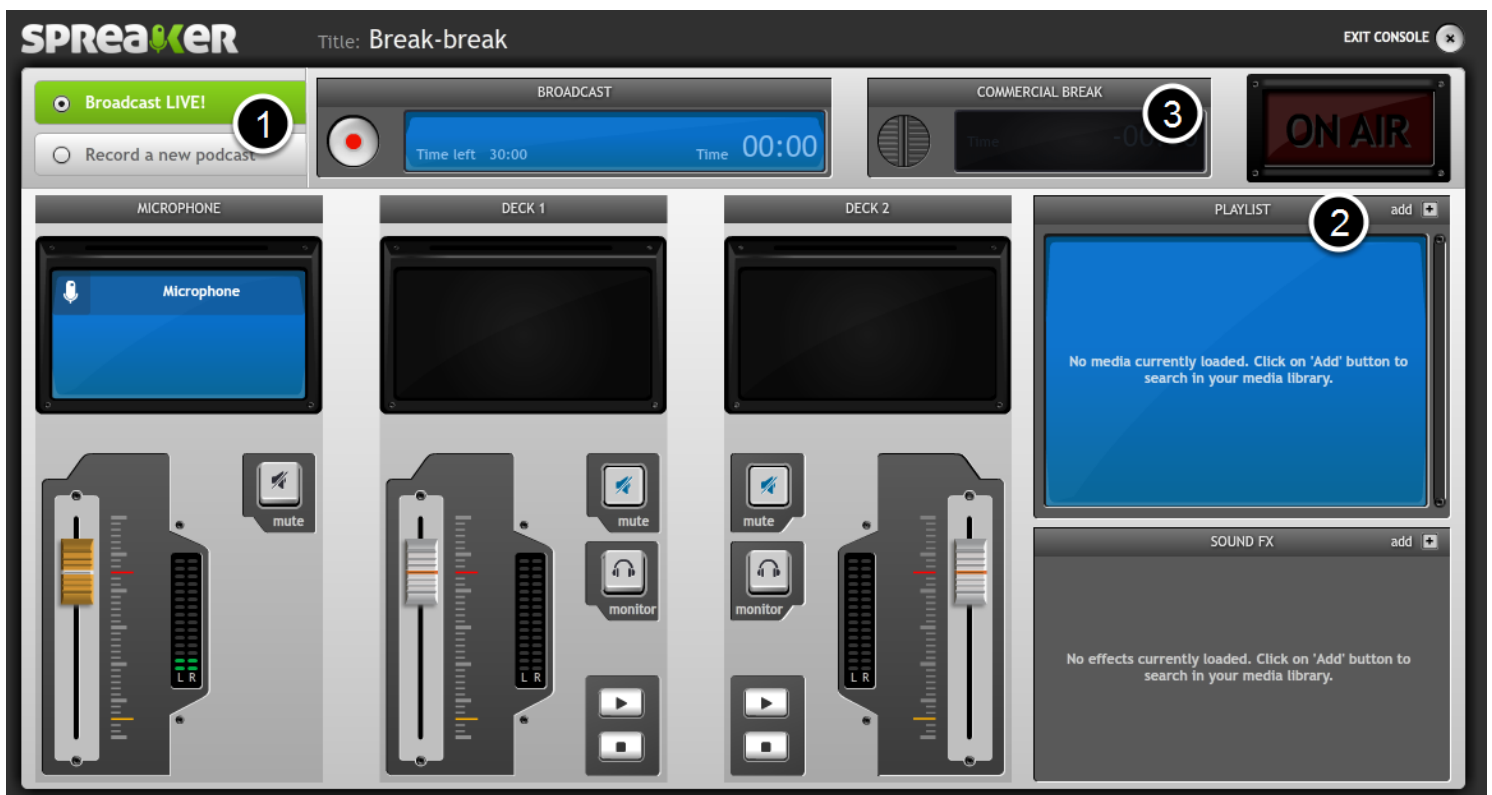 SPREAKER
Title: Break-break
EXIT CONSOLE
Broadcast LIVE!
1
Record a new podcast
BROADCAST
Time left 30:00
Time 00:00
COMMERCIAL BREAK
3
Time
ON AIR
MICROPHONE
DECK 1
DECK 2
PLAYLIST
2
add
Microphone
No media currently loaded. Click on 'Add' button to
search in your media library.
mute
mute
mute
monitor
monitor
L R
L R
L R
SOUND FX
add
No effects currently loaded. Click on 'Add' button to
search in your media library.